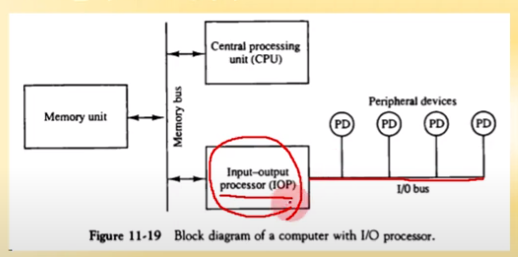 Central processing
unit (CPU)
Memory unit
Memory bus
Peripheral devices
PD PD PD PD
Input–output
processor (IOP)
I/0 bus
Figure 11-19 Block diagram of a computer with I/O processor.